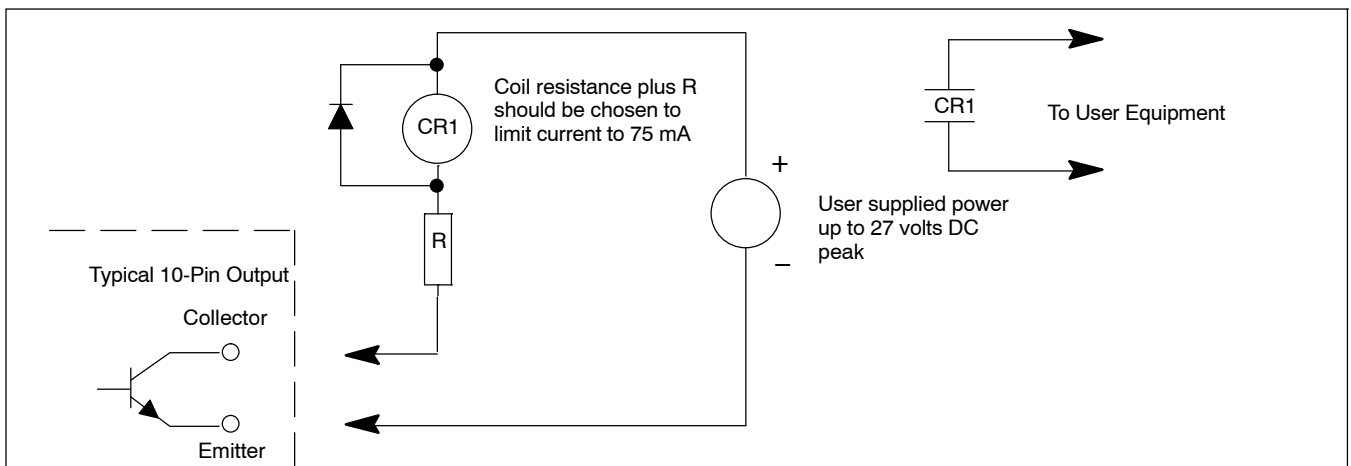 Coil resistance plus R
should be chosen to
limit current to 75 mA
CR1
CR1
To User Equipment
+
User supplied power
up to 27 volts DC
peak
–
R
Typical 10-Pin Output
Collector
Emitter